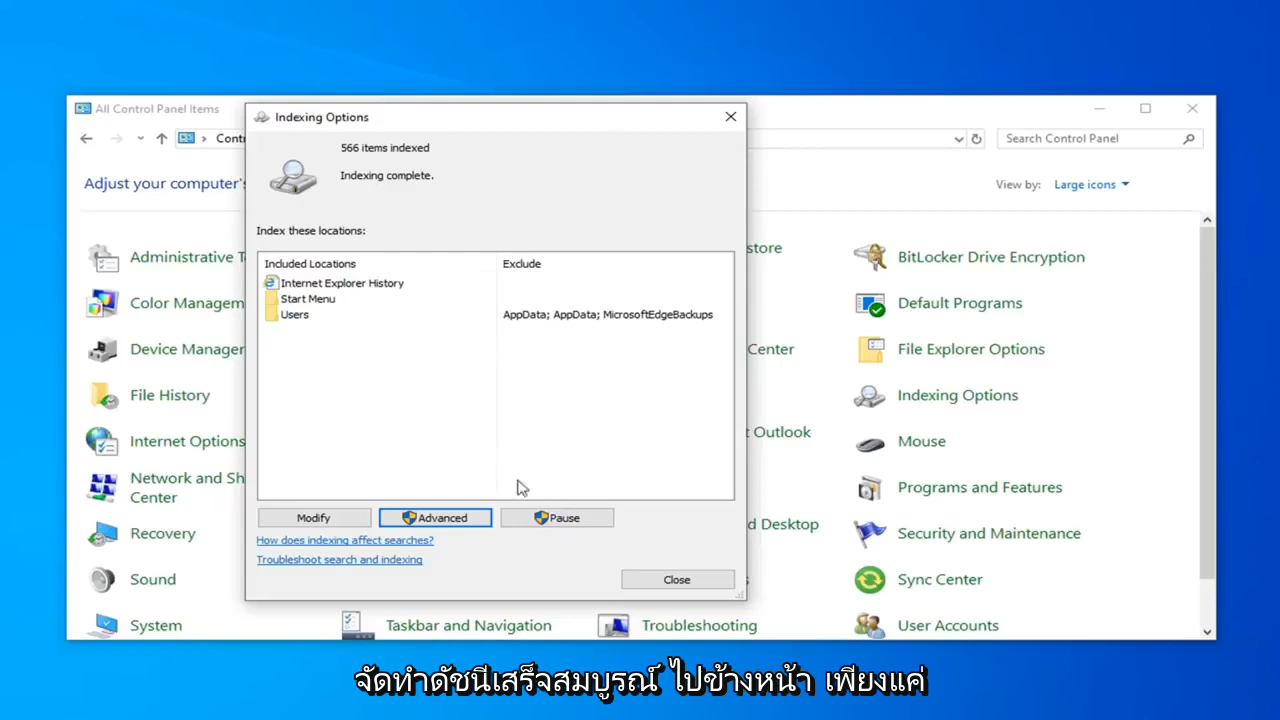 All Control Panel Items
Contr
Search Control Panel
Adjust your computer's
View by:
Large icons
Indexing Options
566 items indexed
Indexing complete.
Index these locations:
Included Locations
Exclude
Internet Explorer History
Start Menu
Users
AppData; AppData; MicrosoftEdgeBackups
Modify
Advanced
Pause
How does indexing affect searches?
Troubleshoot search and indexing
Close
Administrative T
Color Managem
Device Manager
File History
Internet Options
Network and Sh
Center
Recovery
Sound
System
store
Center
t Outlook
d Desktop
Taskbar and Navigation
Troubleshooting
BitLocker Drive Encryption
Default Programs
File Explorer Options
Indexing Options
Mouse
Programs and Features
Security and Maintenance
Sync Center
User Accounts
จัดทำดัชนีเสร็จสมบูรณ์ ไปข้างหน้า เพียงแค่